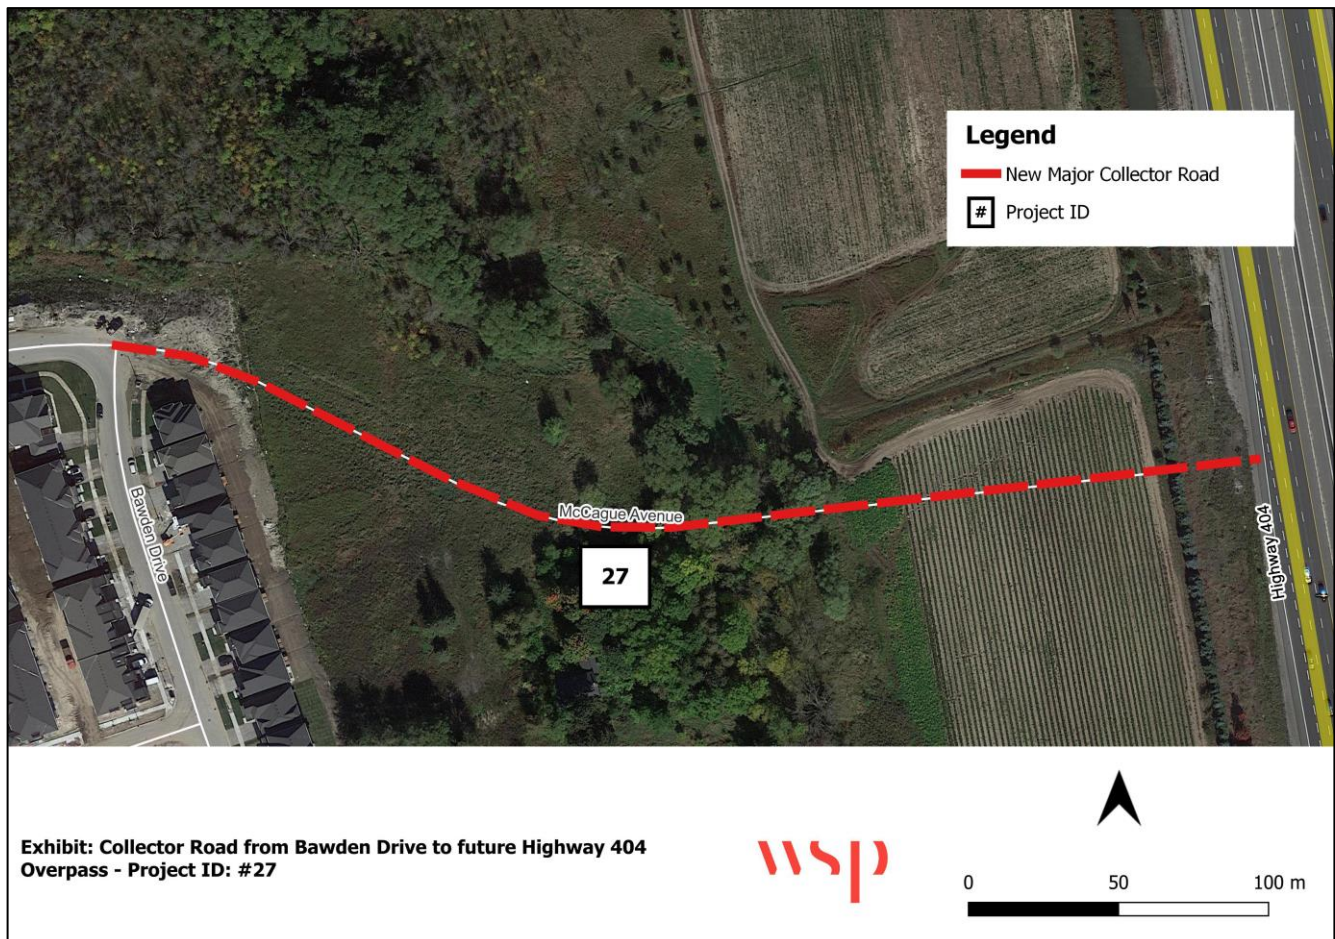 Legend
New Major Collector Road
# Project ID
Bawden Drive
McCague Avenue
27
Highway 404
Exhibit: Collector Road from Bawden Drive to future Highway 404
Overpass - Project ID: #27
wsp
0 50 100 m